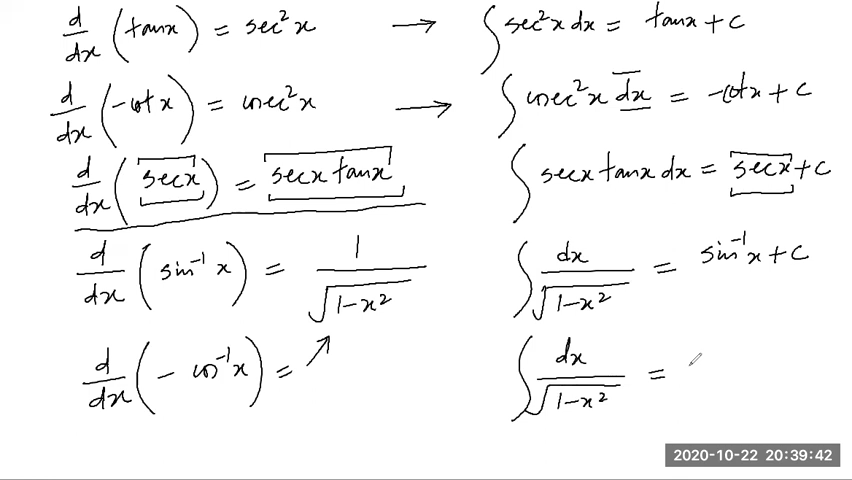 d/dx (tanx) = sec²x → ∫ sec²x dx = tanx + c
d/dx (-cotx) = cosec²x → ∫ cosec²x dx = -cotx + c
d/dx (secx) = secx tanx ∫ secx tanx dx = secx + c
d/dx (sin⁻¹x) = 1/√(1-x²) ∫ dx/√(1-x²) = sin⁻¹x + c
d/dx (- cos⁻¹x) = ↗ ∫ dx/√(1-x²) =
2020-10-22 20:39:42